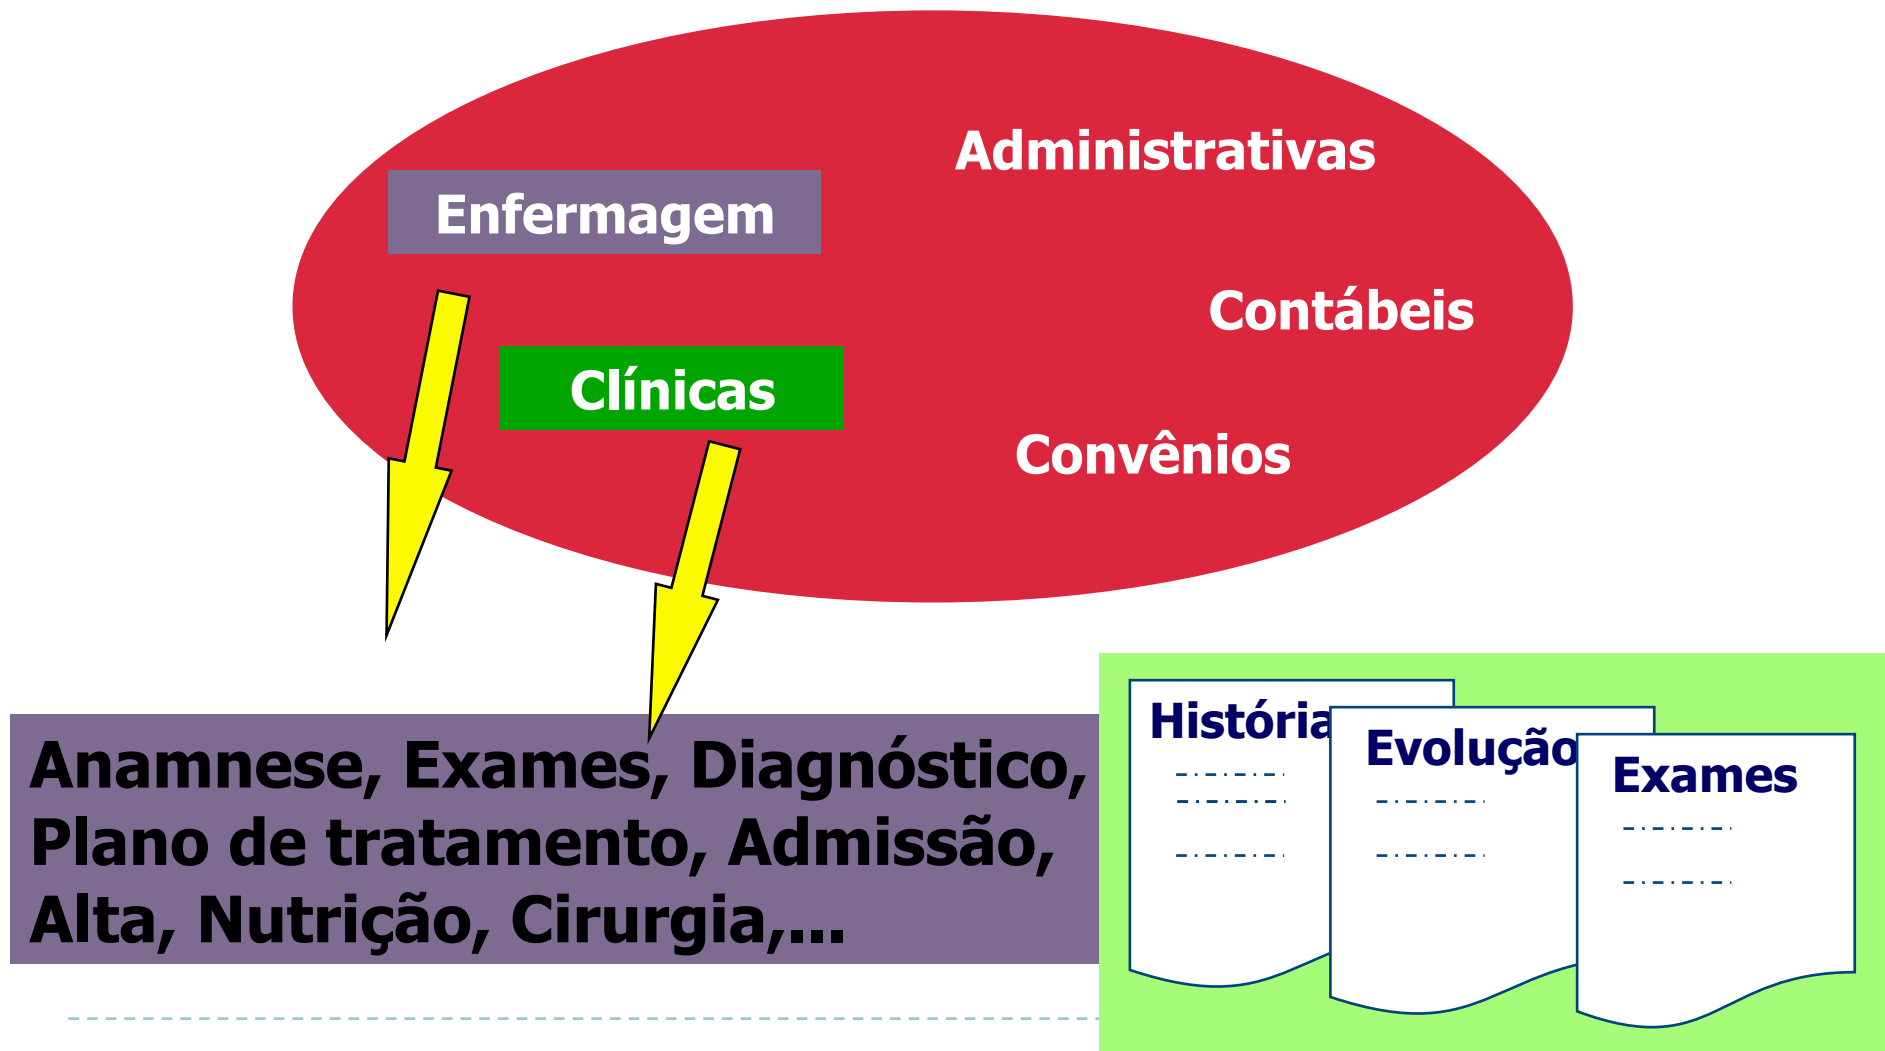 Administrativas
Enfermagem
Contábeis
Clínicas
Convênios
Anamnese, Exames, Diagnóstico,
Plano de tratamento, Admissão,
Alta, Nutrição, Cirurgia,...
História
Evolução
Exames